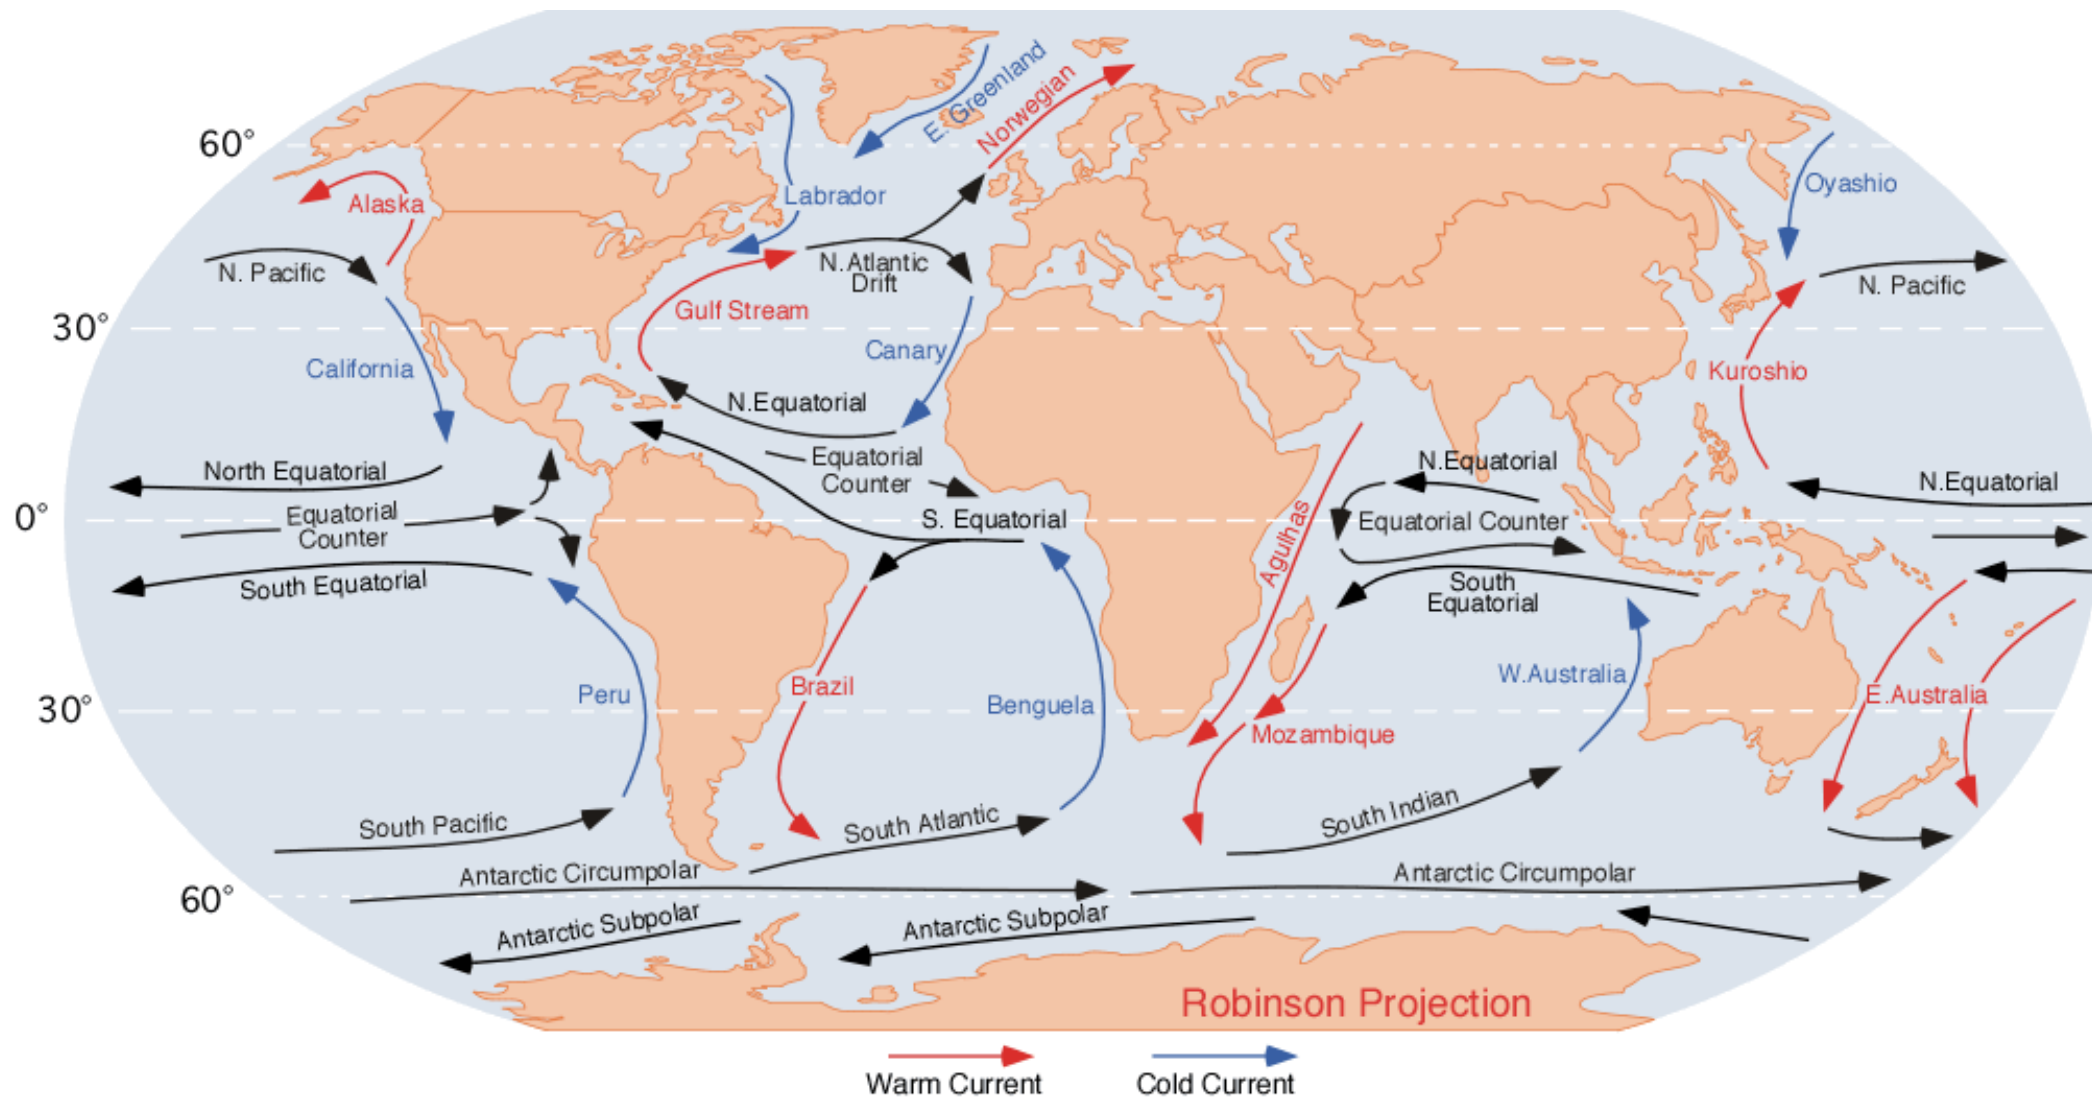 60°
E. Greenland
Norwegian
Labrador
Oyashio
Alaska
N. Pacific
N.Atlantic
Drift
N. Pacific
30°
Gulf Stream
Canary
California
Kuroshio
N.Equatorial
North Equatorial
Equatorial
Counter
N.Equatorial
N.Equatorial
0°
Equatorial
Counter
S. Equatorial
Agulhas
Equatorial Counter
South Equatorial
South
Equatorial
Peru
Brazil
Benguela
W.Australia
E.Australia
30°
Mozambique
South Pacific
South Atlantic
South Indian
Antarctic Circumpolar
Antarctic Circumpolar
60°
Antarctic Subpolar
Antarctic Subpolar
Robinson Projection
Warm Current
Cold Current